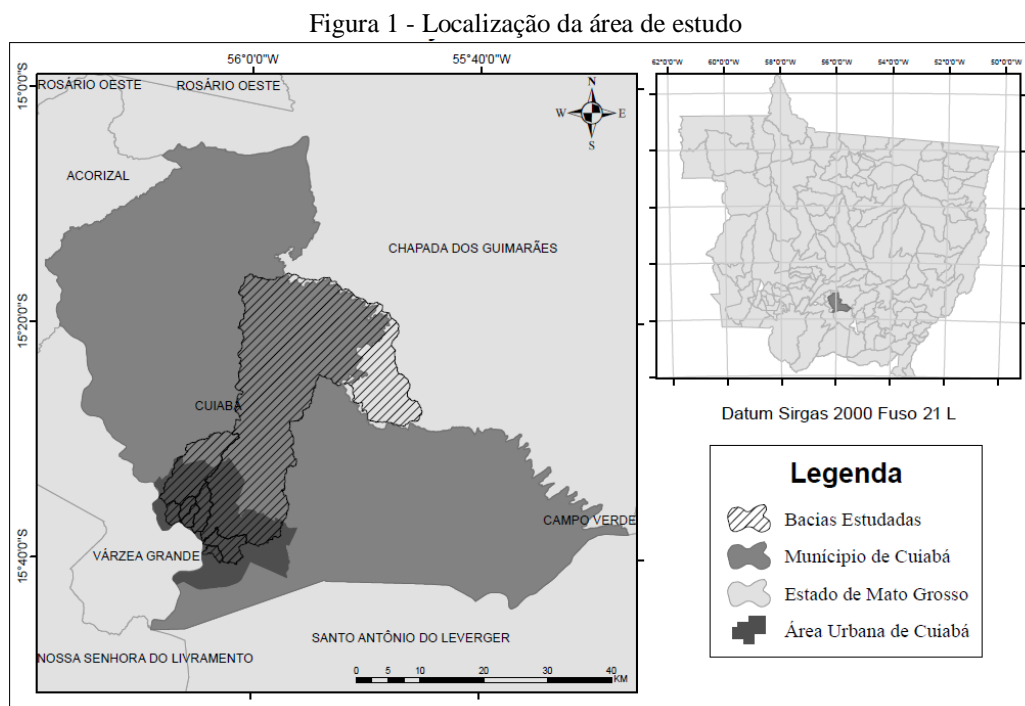 Figura 1 - Localização da área de estudo
56°0'0"W 55°40'0"W
62°0'0"W 60°0'0"W 58°0'0"W 56°0'0"W 54°0'0"W 52°0'0"W 50°0'0"W
15°0'0"S
ROSÁRIO OESTE ROSÁRIO OESTE
N
W E
S
ACORIZAL
CHAPADA DOS GUIMARÃES
15°20'0"S
CUIABÁ
CAMPO VERDE
VÁRZEA GRANDE
15°40'0"S
SANTO ANTÔNIO DO LEVERGER
NOSSA SENHORA DO LIVRAMENTO
0 5 10 20 30 40
KM
Datum Sirgas 2000 Fuso 21 L
Legenda
Bacias Estudadas
Munícipio de Cuiabá
Estado de Mato Grosso
Área Urbana de Cuiabá